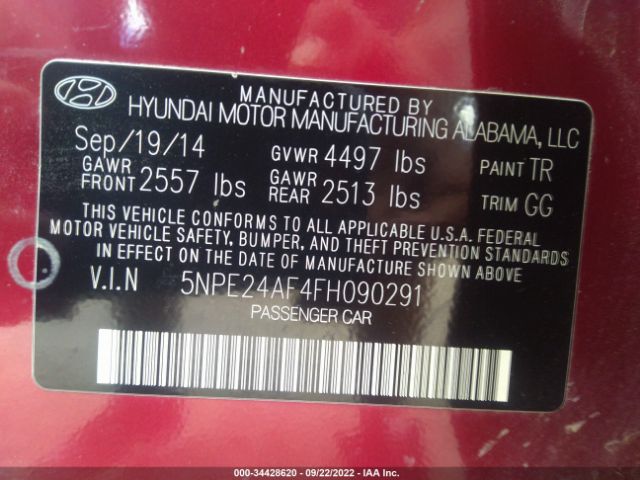 MANUFACTURED BY
HYUNDAI MOTOR MANUFACTURING ALABAMA, LLC
Sep/19/14 GVWR 4497 lbs PAINT TR
GAWR FRONT 2557 lbs GAWR REAR 2513 lbs TRIM GG
THIS VEHICLE CONFORMS TO ALL APPLICABLE U.S.A. FEDERAL
MOTOR VEHICLE SAFETY, BUMPER, AND THEFT PREVENTION STANDARDS
IN EFFECT ON THE DATE OF MANUFACTURE SHOWN ABOVE.
V.I.N 5NPE24AF4FH090291
PASSENGER CAR
000-34428620 - 09/22/2022 - IAA Inc.